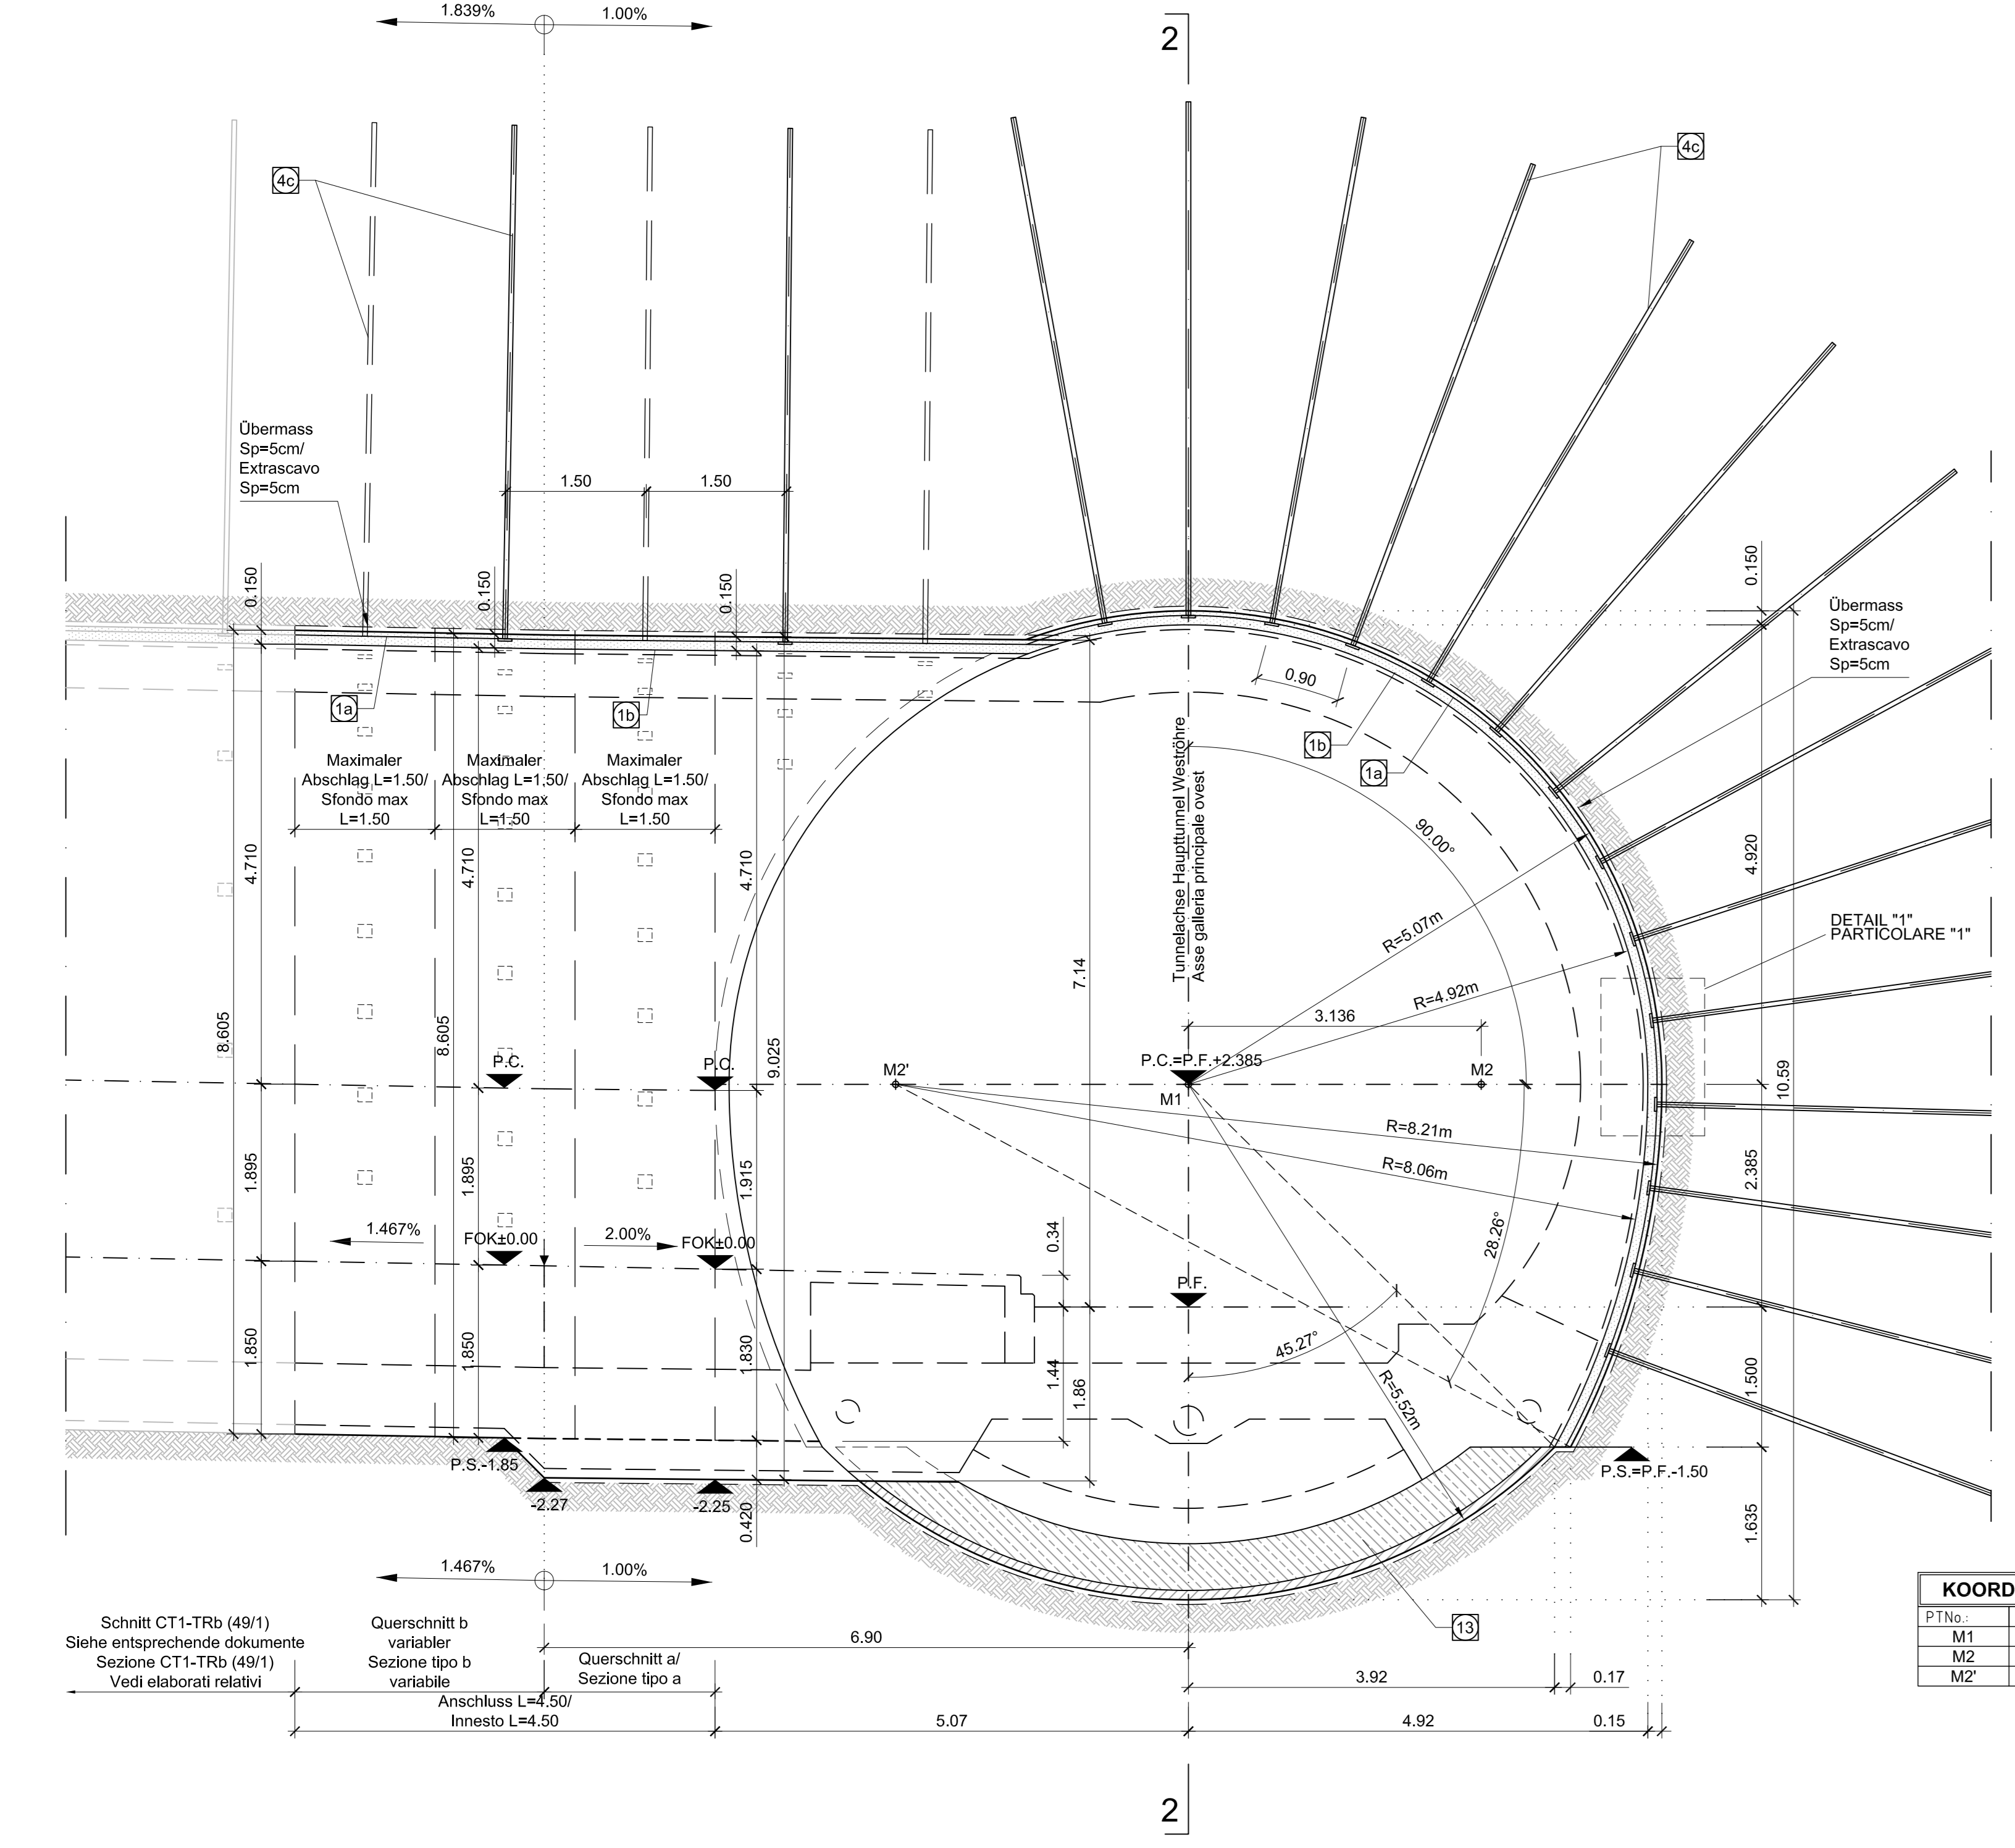 1.839%
1.00%
2
4c
4c
Übermass
Sp=5cm/
Extrascavo
Sp=5cm
1.50
1.50
0.150
0.150
0.150
0.150
Übermass
Sp=5cm/
Extrascavo
Sp=5cm
0.90
1a
1b
1b
1a
Maximaler
Abschlag L=1.50/
Sfondo max
L=1.50
Maximaler
Abschlag L=1.50/
Sfondo max
L=1.50
Maximaler
Abschlag L=1.50/
Sfondo max
L=1.50
Tunnelachse Haupttunnel Weströhre
Asse galleria principale ovest
90.00°
4.710
4.710
4.710
4.920
DETAIL "1"
PARTICOLARE "1"
R=5.07m
R=4.92m
7.14
3.136
8.605
8.605
9.025
P.C.
P.C.
P.C.=P.F.+2.385
M2'
M1
M2
10.59
R=8.21m
R=8.06m
1.895
1.895
1.915
2.385
1.467%
2.00%
FOK±0.00
FOK±0.00
0.34
28.26°
P.F.
45.27°
1.850
1.850
1.830
1.44
1.86
R=5.52m
1.500
P.S.-1.85
P.S.=P.F.-1.50
-2.27
-2.25
0.420
1.635
1.467%
1.00%
KOORD
PTNo.:
M1
M2
M2'
13
Schnitt CT1-TRb (49/1)
Siehe entsprechende dokumente
Sezione CT1-TRb (49/1)
Vedi elaborati relativi
Querschnitt b
variabler
Sezione tipo b
variabile
Querschnitt a/
Sezione tipo a
6.90
3.92
0.17
Anschluss L=4.50/
Innesto L=4.50
5.07
4.92
0.15
2